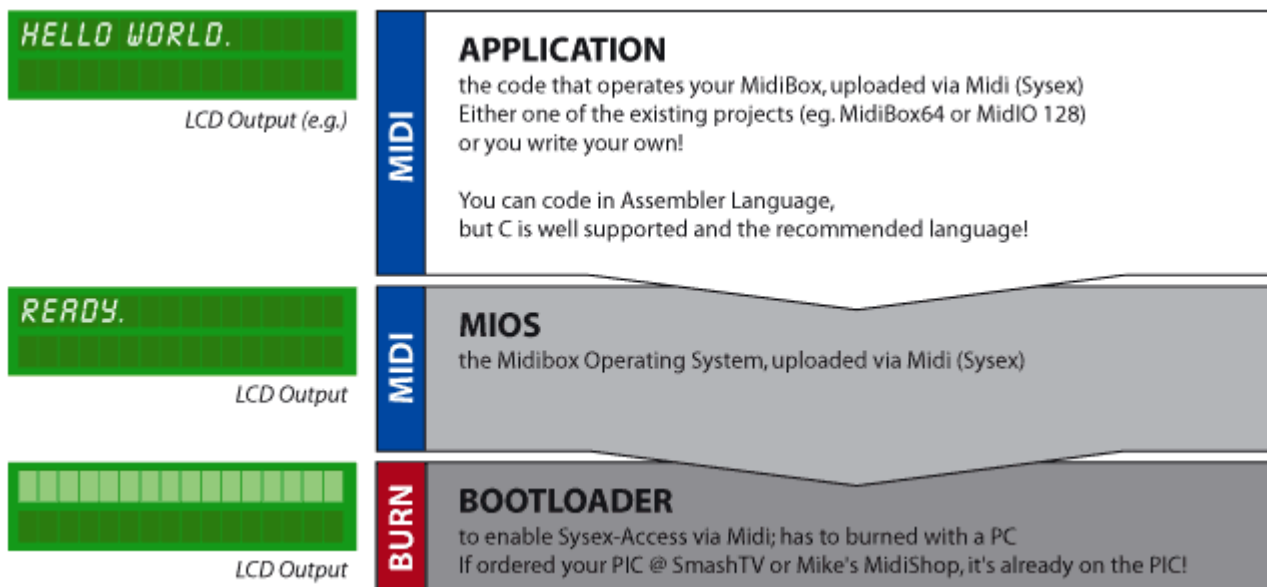 HELLO WORLD.
LCD Output (e.g.)
MIDI
APPLICATION
the code that operates your MidiBox, uploaded via Midi (Sysex)
Either one of the existing projects (eg. MidiBox64 or MidIO 128)
or you write your own!
You can code in Assembler Language,
but C is well supported and the recommended language!
READY.
LCD Output
MIDI
MIOS
the Midibox Operating System, uploaded via Midi (Sysex)
LCD Output
BURN
BOOTLOADER
to enable Sysex-Access via Midi; has to burned with a PC
If ordered your PIC @ SmashTV or Mike's MidiShop, it's already on the PIC!